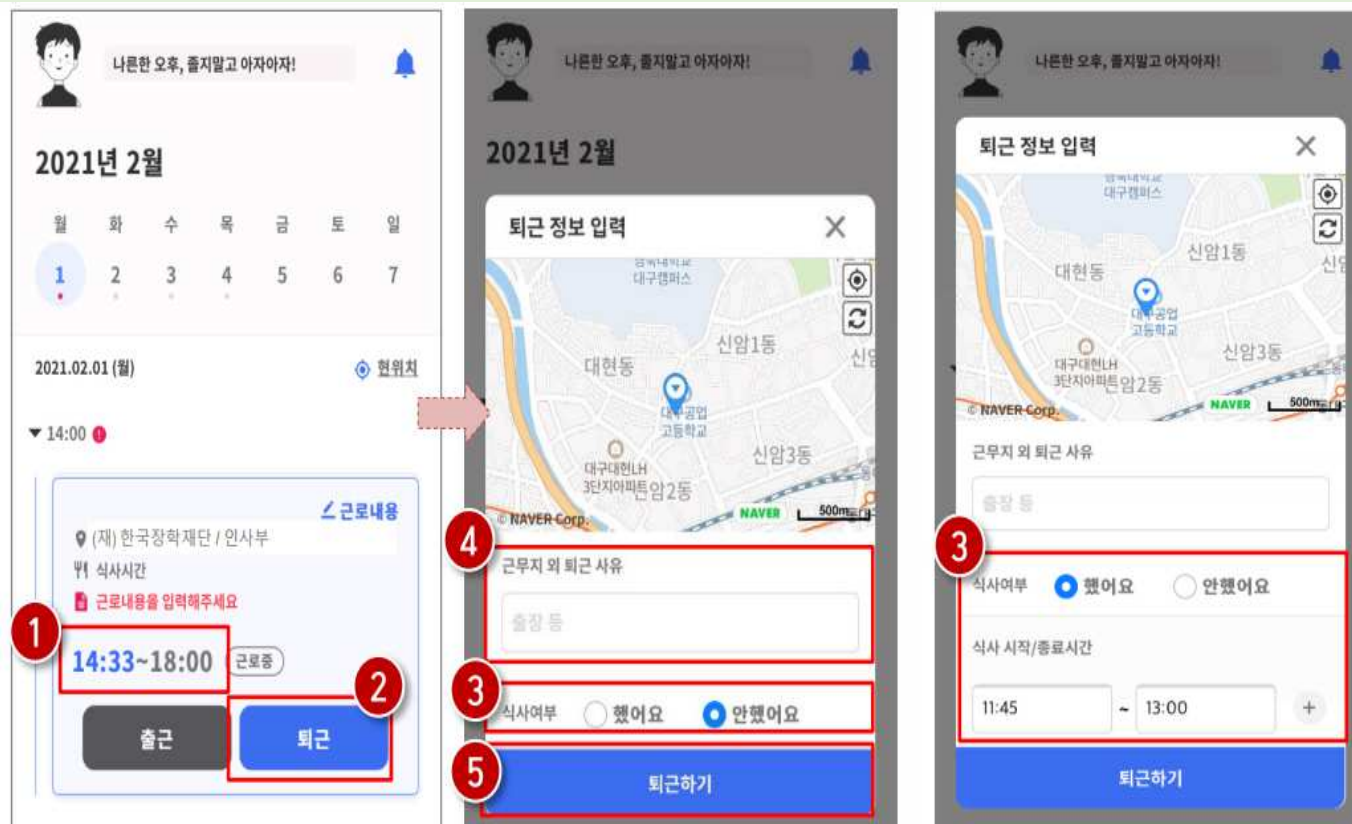 나른한 오후, 졸지말고 아자아자!
2021년 2월
월 화 수 목 금 토 일
1 2 3 4 5 6 7
2021.02.01 (월) 현위치
14:00
근로내용
(재) 한국장학재단 / 인사부
식사시간
근로내용을 입력해주세요
1
14:33~18:00 근로중
2
출근 퇴근
나른한 오후, 졸지말고 아자아자!
2021년 2월
퇴근 정보 입력
대구캠퍼스
신암1동
대현동
대구공업
고등학교
신암3동
대구대현LH
3단지아파트
신암2동
© NAVER Corp. NAVER 500m
4
근무지 외 퇴근 사유
출장 등
3
식사여부 했어요 안했어요
5
퇴근하기
나른한 오후, 졸지말고 아자아자!
퇴근 정보 입력
대구캠퍼스
신암1동
대현동
대구공업
고등학교
신암3동
대구대현LH
3단지아파트
신암2동
© NAVER Corp. NAVER 500m
근무지 외 퇴근 사유
출장 등
3
식사여부 했어요 안했어요
식사 시작/종료시간
11:45 ~ 13:00 +
퇴근하기